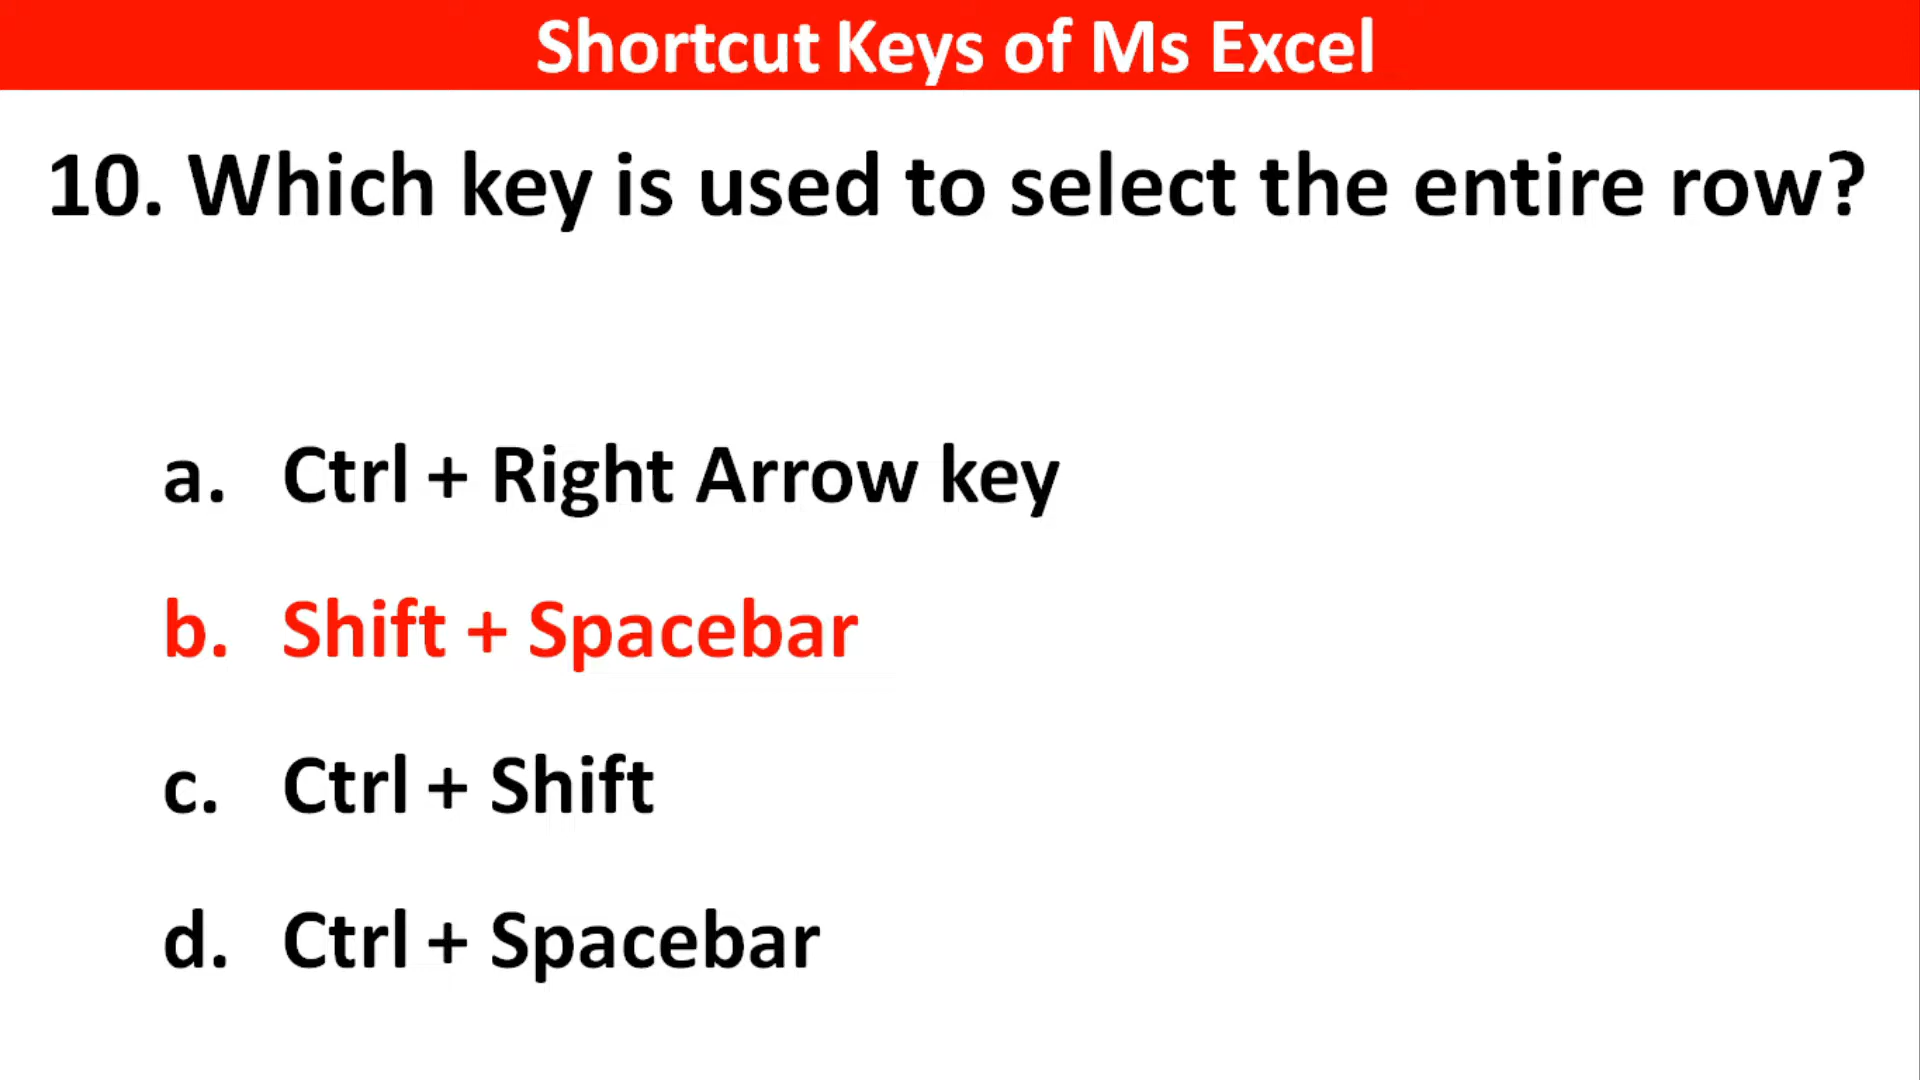 Shortcut Keys of Ms Excel
10. Which key is used to select the entire row?
a. Ctrl + Right Arrow key
b. Shift + Spacebar
c. Ctrl + Shift
d. Ctrl + Spacebar